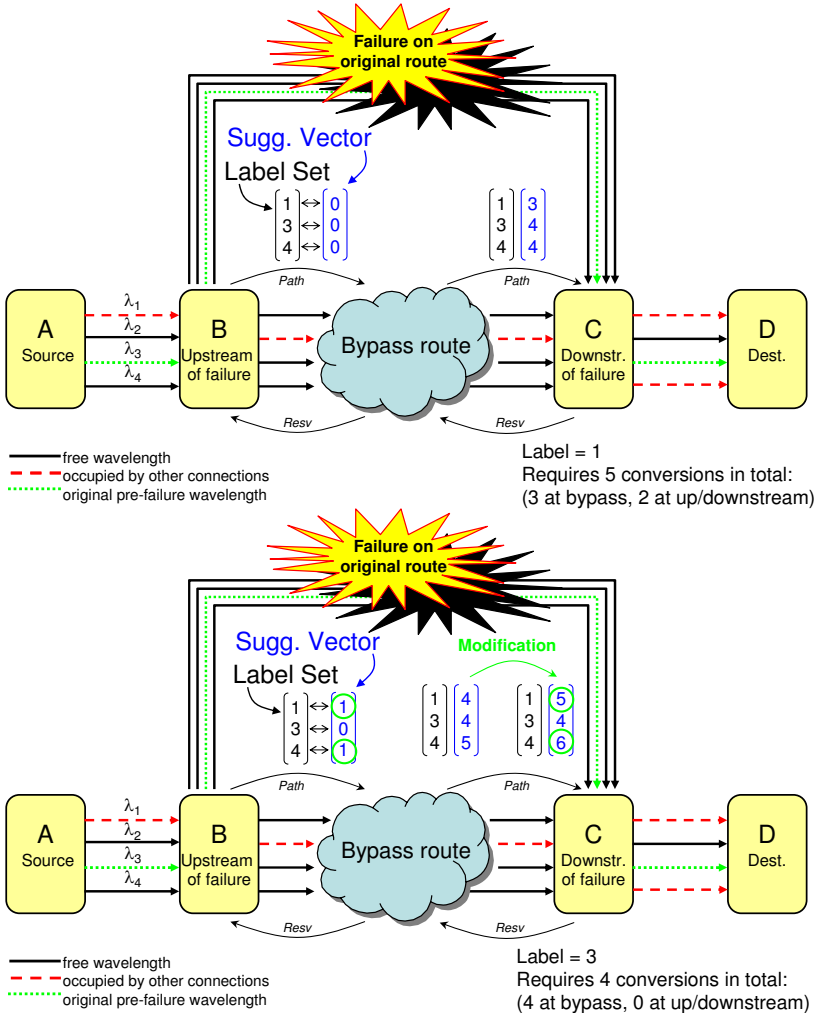 Failure on
original route
Sugg. Vector
Label Set
1 ↔ 0
3 ↔ 0
4 ↔ 0
1 3
3 4
4 4
Path
Path
A
Source
λ1
λ2
λ3
λ4
B
Upstream
of failure
Bypass route
C
Downstr.
of failure
D
Dest.
Resv
Resv
free wavelength
occupied by other connections
original pre-failure wavelength
Label = 1
Requires 5 conversions in total:
(3 at bypass, 2 at up/downstream)
Failure on
original route
Sugg. Vector
Label Set
Modification
1 ↔ 1
3 ↔ 0
4 ↔ 1
1 4
3 4
4 5
1 5
3 4
4 6
Path
Path
A
Source
λ1
λ2
λ3
λ4
B
Upstream
of failure
Bypass route
C
Downstr.
of failure
D
Dest.
Resv
Resv
free wavelength
occupied by other connections
original pre-failure wavelength
Label = 3
Requires 4 conversions in total:
(4 at bypass, 0 at up/downstream)